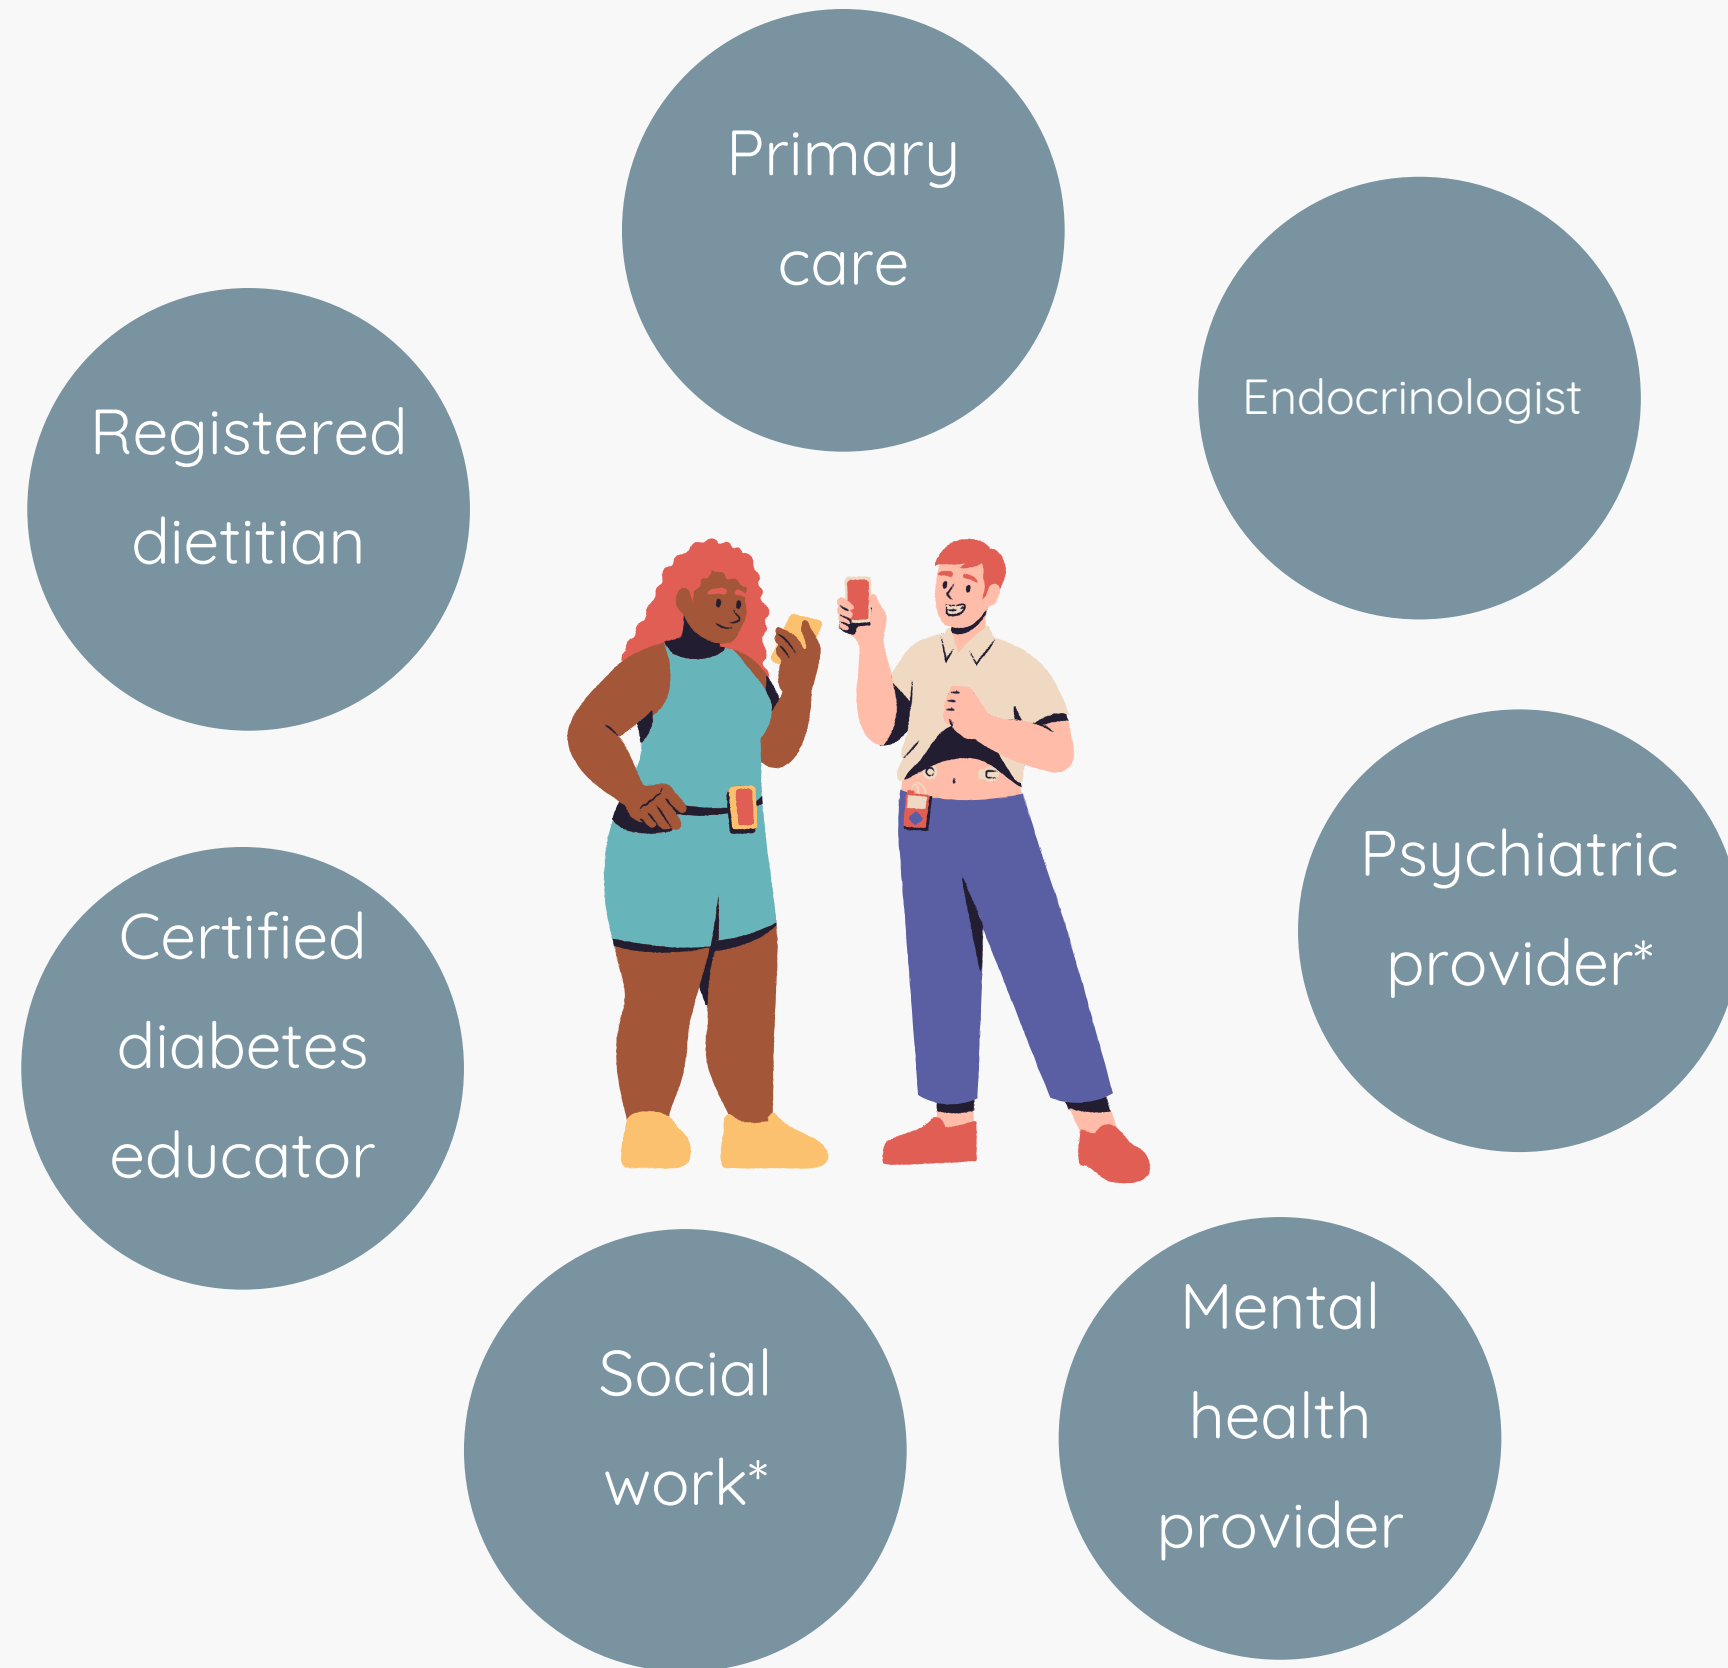 Primary
care
Endocrinologist
Registered
dietitian
Psychiatric
provider*
Certified
diabetes
educator
Mental
health
provider
Social
work*